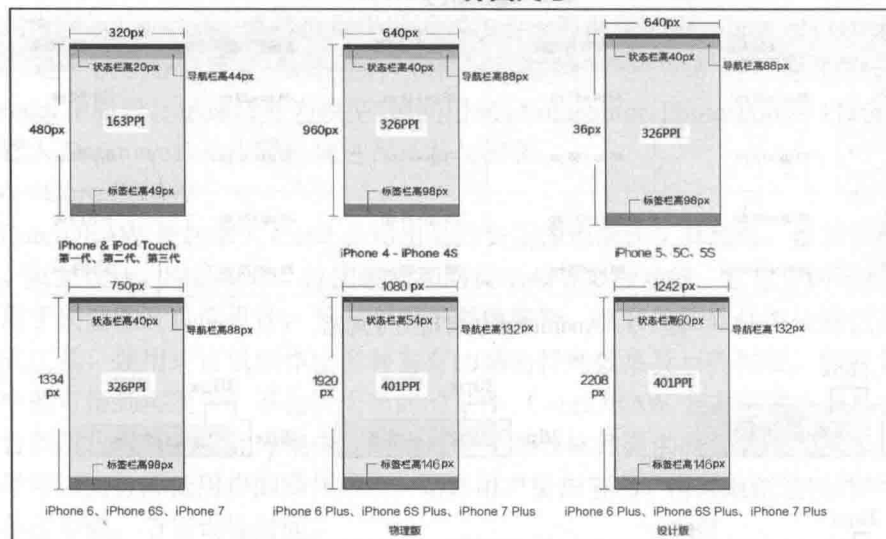 320px
状态栏高20px
导航栏高44px
480px
163PPI
标签栏高49px
iPhone & iPod Touch
第一代、第二代、第三代
640px
状态栏高40px
导航栏高88px
960px
326PPI
标签栏高98px
iPhone 4 - iPhone 4S
640px
状态栏高40px
导航栏高88px
36px
326PPI
标签栏高98px
iPhone 5、5C、5S
750px
状态栏高40px
导航栏高88px
1334
px
326PPI
标签栏高98px
iPhone 6、iPhone 6S、iPhone 7
1080 px
状态栏高54px
导航栏高132px
1920
px
401PPI
标签栏高146px
iPhone 6 Plus、iPhone 6S Plus、iPhone 7 Plus
物理版
1242 px
状态栏高60px
导航栏高132px
2208
px
401PPI
标签栏高146px
iPhone 6 Plus、iPhone 6S Plus、iPhone 7 Plus
设计版